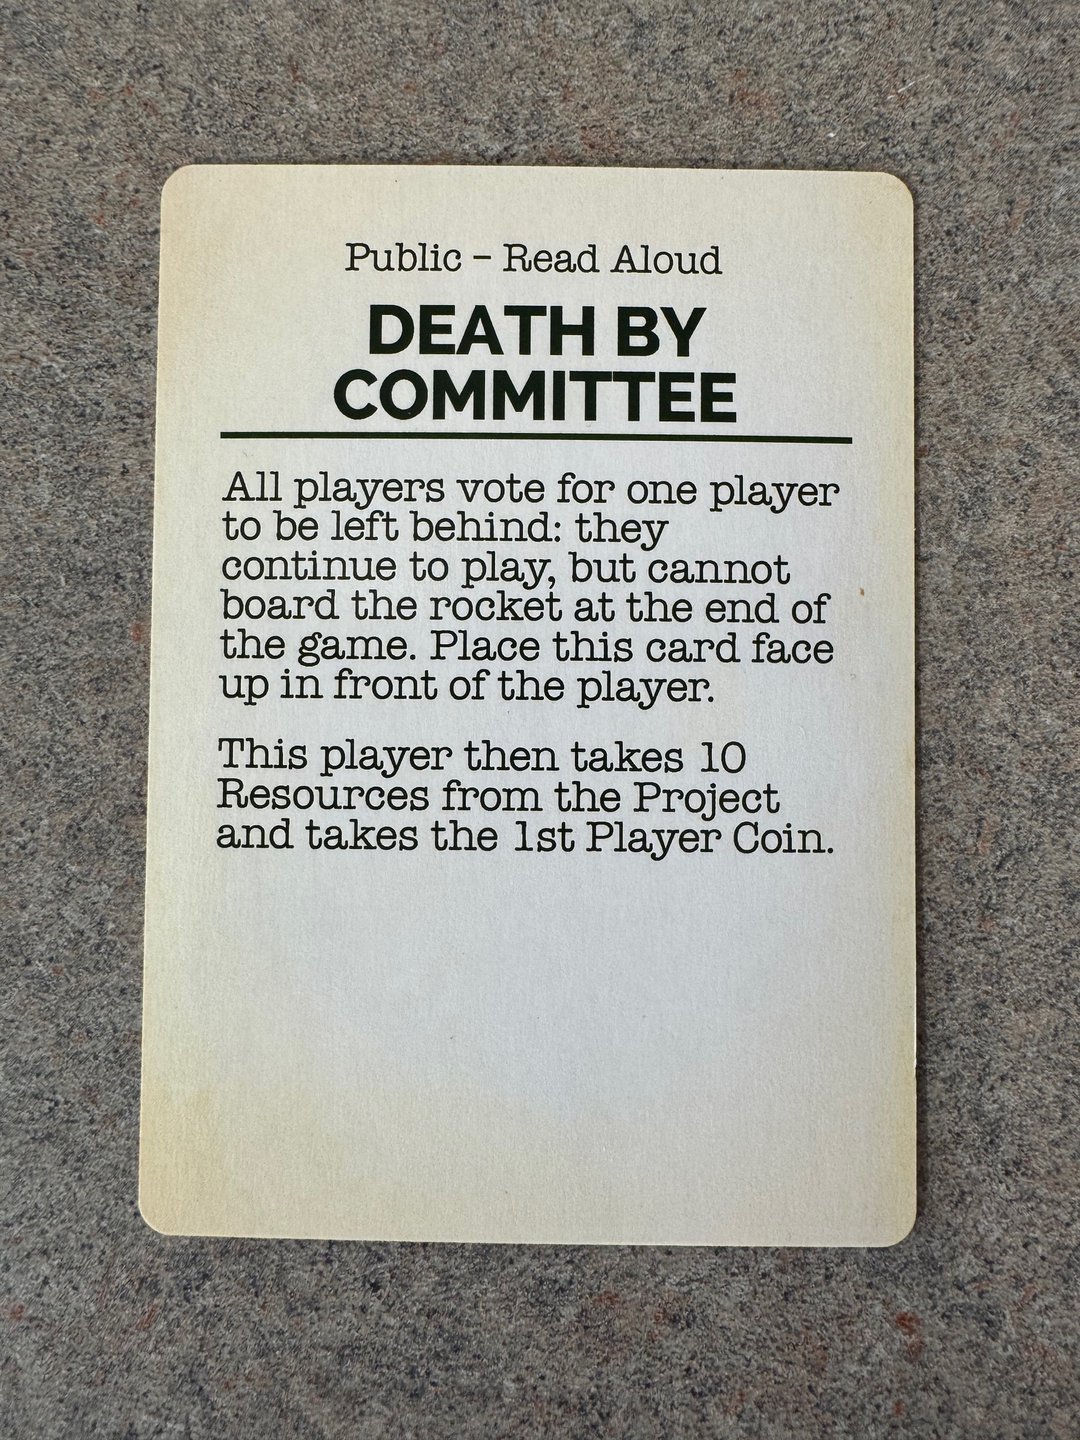 Public – Read Aloud
DEATH BY
COMMITTEE
All players vote for one player
to be left behind: they
continue to play, but cannot
board the rocket at the end of
the game. Place this card face
up in front of the player.
This player then takes 10
Resources from the Project
and takes the 1st Player Coin.